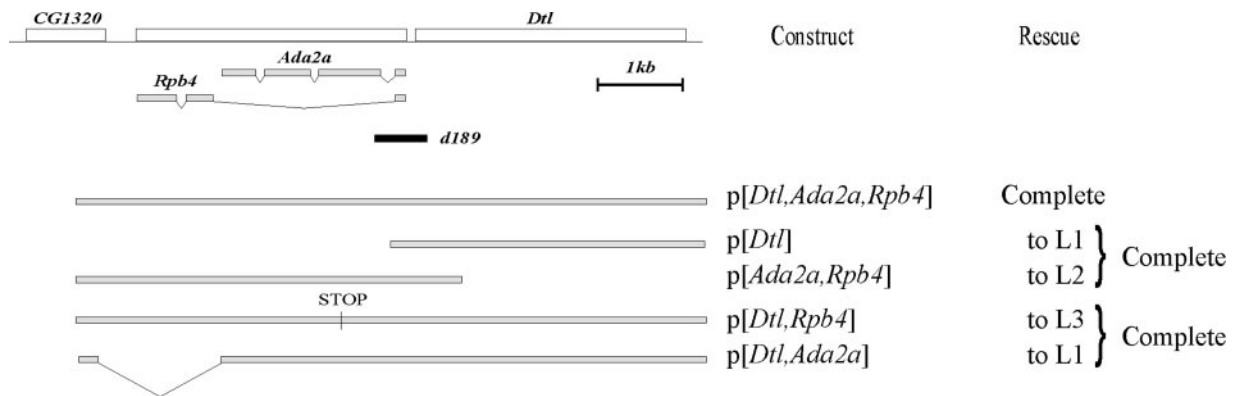 CG1320 Dtl Construct Rescue
Ada2a
Rpb4 1kb
d189
p[Dtl,Ada2a,Rpb4] Complete
p[Dtl] to L1
Complete
p[Ada2a,Rpb4] to L2
STOP
p[Dtl,Rpb4] to L3
Complete
p[Dtl,Ada2a] to L1